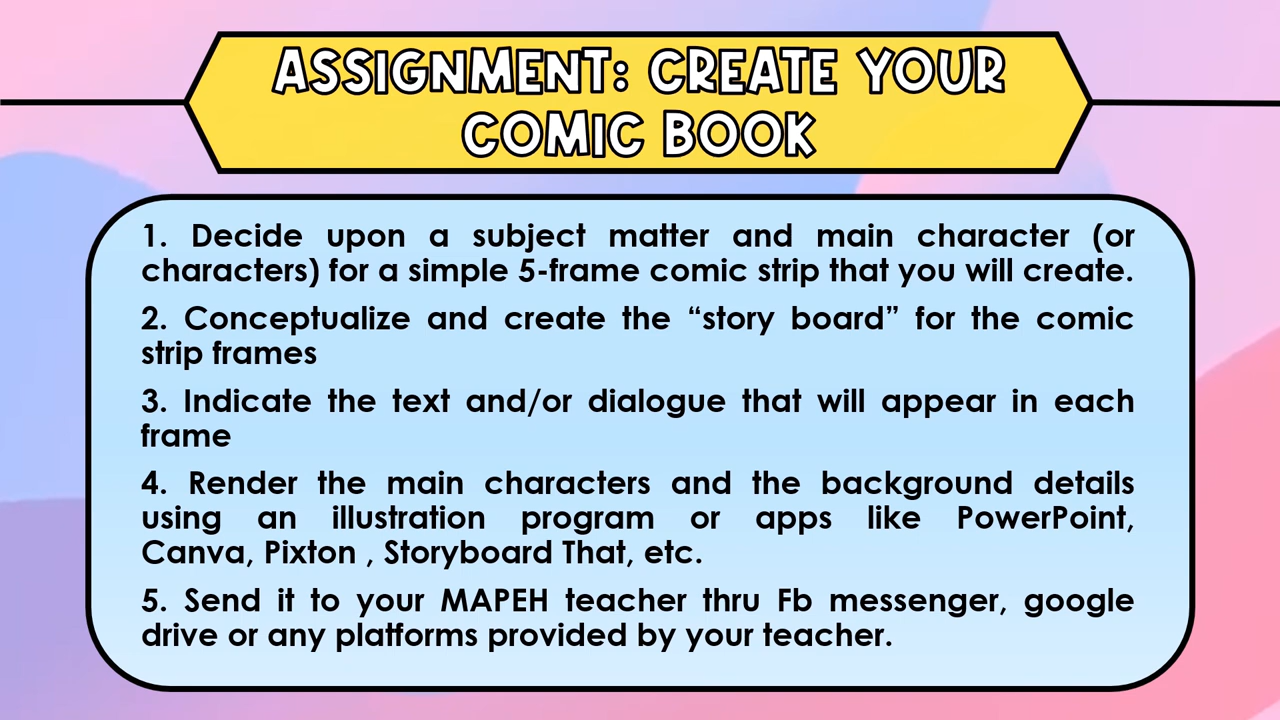 ASSIGNMENT: CREATE YOUR
COMIC BOOK
1. Decide upon a subject matter and main character (or
characters) for a simple 5-frame comic strip that you will create.
2. Conceptualize and create the “story board” for the comic
strip frames
3. Indicate the text and/or dialogue that will appear in each
frame
4. Render the main characters and the background details
using an illustration program or apps like PowerPoint,
Canva, Pixton , Storyboard That, etc.
5. Send it to your MAPEH teacher thru Fb messenger, google
drive or any platforms provided by your teacher.